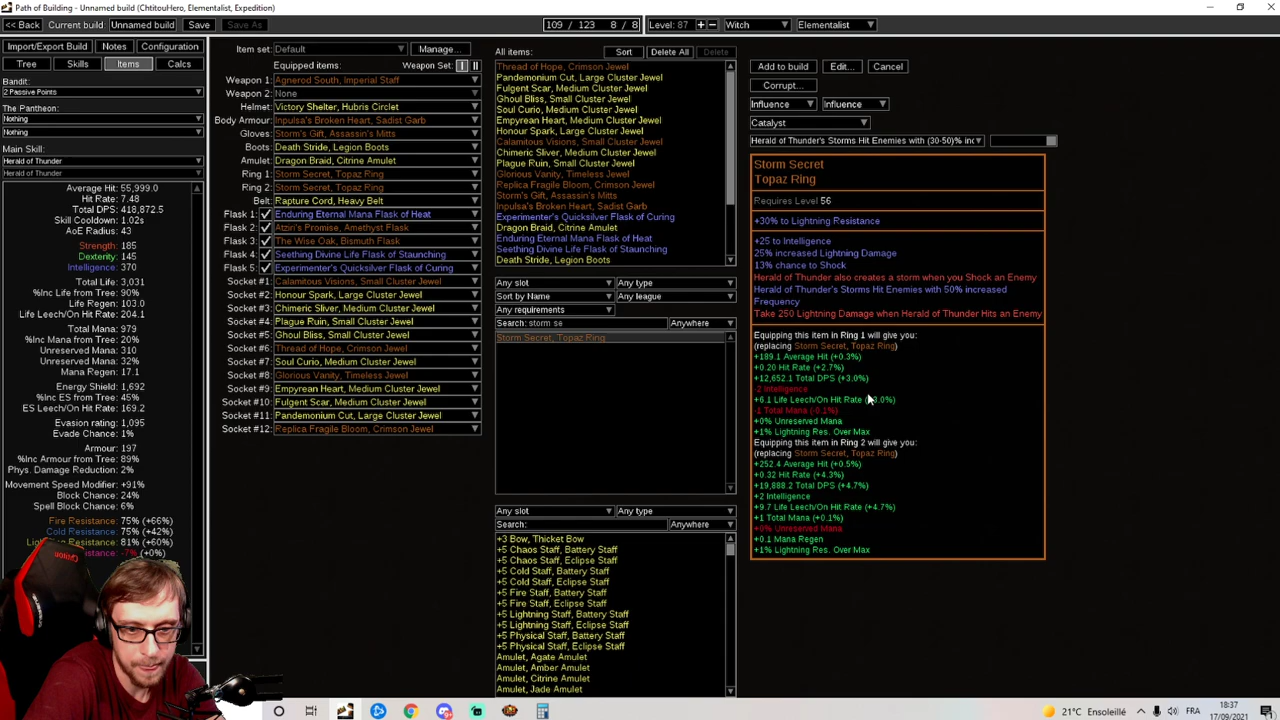 Path of Building - Unnamed build (ChtitouHero, Elementalist, Expedition)
<< Back Current build: Unnamed build Save Save As 109 / 123 8 / 8 Level: 87 + - Witch Elementalist
Import/Export Build Notes Configuration
Tree Skills Items Calcs
Bandit:
2 Passive Points
The Pantheon:
Nothing
Nothing
Main Skill:
Herald of Thunder
Herald of Thunder
Average Hit: 55,999.0
Hit Rate: 7.48
Total DPS: 418,872.5
Skill Cooldown: 1.02s
AoE Radius: 43
Strength: 185
Dexterity: 145
Intelligence: 370
Total Life: 3,031
%Inc Life from Tree: 90%
Life Regen: 103.0
Life Leech/On Hit Rate: 204.1
Total Mana: 979
%Inc Mana from Tree: 20%
Unreserved Mana: 310
Unreserved Mana: 32%
Mana Regen: 17.1
Energy Shield: 1,692
%Inc ES from Tree: 45%
ES Leech/On Hit Rate: 169.2
Evasion rating: 1,095
Evade Chance: 1%
Armour: 197
%Inc Armour from Tree: 89%
Phys. Damage Reduction: 2%
Movement Speed Modifier: +91%
Block Chance: 24%
Spell Block Chance: 6%
Fire Resistance: 75% (+66%)
Cold Resistance: 75% (+42%)
Resistance: 81% (+60%)
istance: -7% (+0%)
Item set: Default Manage...
Equipped items: Weapon Set: I II
Weapon 1: Agnerod South, Imperial Staff
Weapon 2: None
Helmet: Victory Shelter, Hubris Circlet
Body Armour: Inpulsa's Broken Heart, Sadist Garb
Gloves: Storm's Gift, Assassin's Mitts
Boots: Death Stride, Legion Boots
Amulet: Dragon Braid, Citrine Amulet
Ring 1: Storm Secret, Topaz Ring
Ring 2: Storm Secret, Topaz Ring
Belt: Rapture Cord, Heavy Belt
Flask 1: Enduring Eternal Mana Flask of Heat
Flask 2: Atziri's Promise, Amethyst Flask
Flask 3: The Wise Oak, Bismuth Flask
Flask 4: Seething Divine Life Flask of Staunching
Flask 5: Experimenter's Quicksilver Flask of Curing
Socket #1: Calamitous Visions, Small Cluster Jewel
Socket #2: Honour Spark, Large Cluster Jewel
Socket #3: Chimeric Sliver, Medium Cluster Jewel
Socket #4: Plague Ruin, Small Cluster Jewel
Socket #5: Ghoul Bliss, Small Cluster Jewel
Socket #6: Thread of Hope, Crimson Jewel
Socket #7: Soul Curio, Medium Cluster Jewel
Socket #8: Glorious Vanity, Timeless Jewel
Socket #9: Empyrean Heart, Medium Cluster Jewel
Socket #10: Fulgent Scar, Medium Cluster Jewel
Socket #11: Pandemonium Cut, Large Cluster Jewel
Socket #12: Replica Fragile Bloom, Crimson Jewel
All items: Sort Delete All Delete
Thread of Hope, Crimson Jewel
Pandemonium Cut, Large Cluster Jewel
Fulgent Scar, Medium Cluster Jewel
Ghoul Bliss, Small Cluster Jewel
Soul Curio, Medium Cluster Jewel
Empyrean Heart, Medium Cluster Jewel
Honour Spark, Large Cluster Jewel
Calamitous Visions, Small Cluster Jewel
Chimeric Sliver, Medium Cluster Jewel
Plague Ruin, Small Cluster Jewel
Glorious Vanity, Timeless Jewel
Replica Fragile Bloom, Crimson Jewel
Storm's Gift, Assassin's Mitts
Inpulsa's Broken Heart, Sadist Garb
Experimenter's Quicksilver Flask of Curing
Dragon Braid, Citrine Amulet
Enduring Eternal Mana Flask of Heat
Seething Divine Life Flask of Staunching
Death Stride, Legion Boots
Any slot Any type
Sort by Name Any league
Any requirements
Search: storm se Anywhere
Storm Secret, Topaz Ring
Any slot Any type
Search: Anywhere
+3 Bow, Thicket Bow
+5 Chaos Staff, Battery Staff
+5 Chaos Staff, Eclipse Staff
+5 Cold Staff, Battery Staff
+5 Cold Staff, Eclipse Staff
+5 Fire Staff, Battery Staff
+5 Fire Staff, Eclipse Staff
+5 Lightning Staff, Battery Staff
+5 Lightning Staff, Eclipse Staff
+5 Physical Staff, Battery Staff
+5 Physical Staff, Eclipse Staff
Amulet, Agate Amulet
Amulet, Amber Amulet
Amulet, Citrine Amulet
Amulet, Jade Amulet
Add to build Edit... Cancel
Corrupt...
Influence Influence
Catalyst
Herald of Thunder's Storms Hit Enemies with (30-50)% inc
Storm Secret
Topaz Ring
Requires Level 56
+30% to Lightning Resistance
+25 to Intelligence
25% increased Lightning Damage
13% chance to Shock
Herald of Thunder also creates a storm when you Shock an Enemy
Herald of Thunder's Storms Hit Enemies with 50% increased
Frequency
Take 250 Lightning Damage when Herald of Thunder Hits an Enemy
Equipping this item in Ring 1 will give you:
(replacing Storm Secret, Topaz Ring)
+189.1 Average Hit (+0.3%)
+0.20 Hit Rate (+2.7%)
+12,652.1 Total DPS (+3.0%)
-2 Intelligence
+6.1 Life Leech/On Hit Rate (+3.0%)
-1 Total Mana (-0.1%)
+0% Unreserved Mana
+1% Lightning Res. Over Max
Equipping this item in Ring 2 will give you:
(replacing Storm Secret, Topaz Ring)
+252.4 Average Hit (+0.5%)
+0.32 Hit Rate (+4.3%)
+19,888.2 Total DPS (+4.7%)
+2 Intelligence
+9.7 Life Leech/On Hit Rate (+4.7%)
+1 Total Mana (+0.1%)
+0% Unreserved Mana
+0.1 Mana Regen
+1% Lightning Res. Over Max
21°C Ensoleillé FRA 18:37
17/09/2021